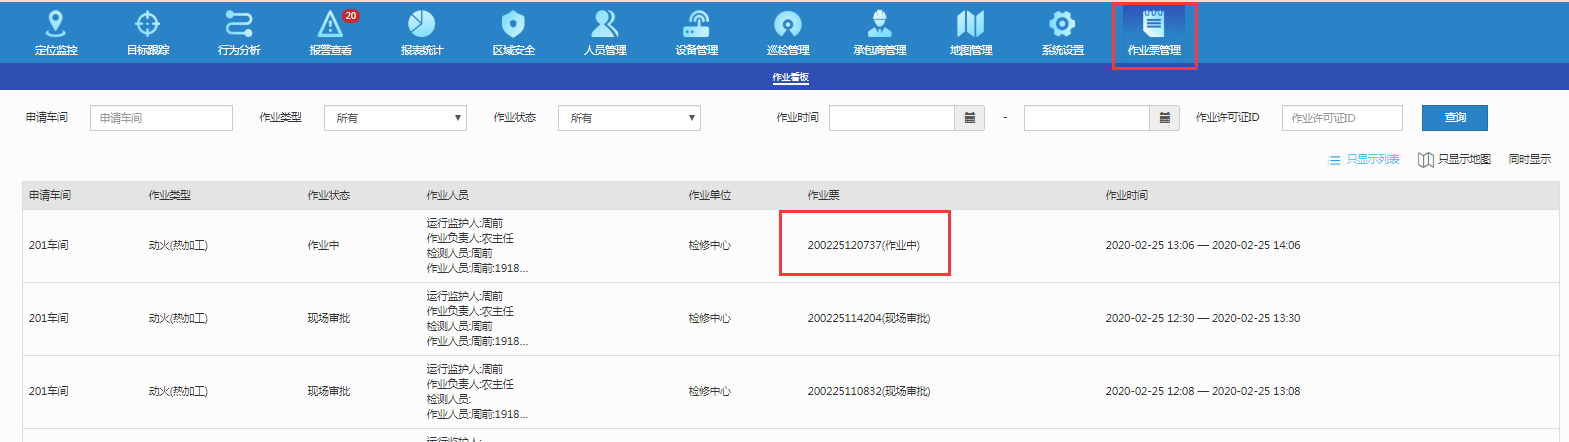 20
定位监控 目标跟踪 行为分析 报警查看 报表统计 区域安全 人员管理 设备管理 巡检管理 承包商管理 地图管理 系统设置 作业票管理
作业看板
申请车间 申请车间 作业类型 所有 作业状态 所有 作业时间 - 作业许可证ID 作业许可证ID 查询
只显示列表 只显示地图 同时显示
申请车间 作业类型 作业状态 作业人员 作业单位 作业票 作业时间
运行监护人:周前
作业负责人:农主任
201车间 动火(热加工) 作业中 检修中心 200225120737(作业中) 2020-02-25 13:06 — 2020-02-25 14:06
检测人员:周前
作业人员:周前:1918...
运行监护人:周前
作业负责人:农主任
201车间 动火(热加工) 现场审批 检修中心 200225114204(现场审批) 2020-02-25 12:30 — 2020-02-25 13:30
检测人员:周前
作业人员:周前:1918...
运行监护人:周前
作业负责人:农主任
201车间 动火(热加工) 现场审批 检修中心 200225110832(现场审批) 2020-02-25 12:08 — 2020-02-25 13:08
检测人员:
作业人员:周前:1918...
运行监护人: